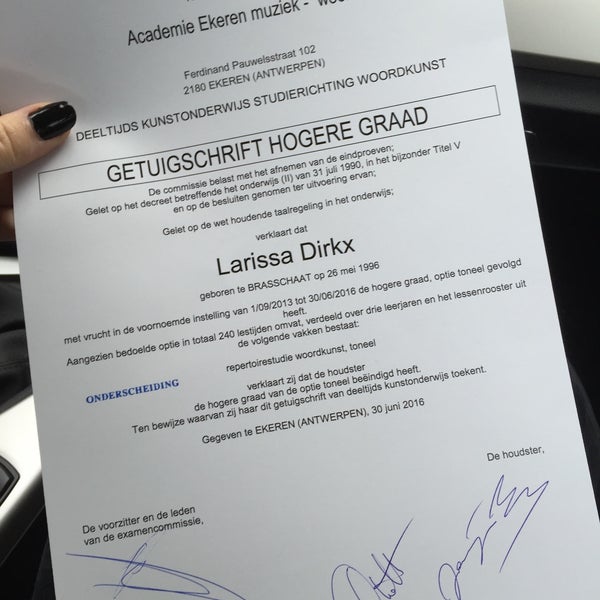 Academie Ekeren muziek -
Ferdinand Pauwelsstraat 102
2180 EKEREN (ANTWERPEN)
DEELTIJDS KUNSTONDERWIJS STUDIERICHTING WOORDKUNST
GETUIGSCHRIFT HOGERE GRAAD
De commissie belast met het afnemen van de eindproeven;
Gelet op het decreet betreffende het onderwijs (II) van 31 juli 1990, in het bijzonder Titel V
en op de besluiten genomen ter uitvoering ervan;
Gelet op de wet houdende taalregeling in het onderwijs;
verklaart dat
Larissa Dirkx
geboren te BRASSCHAAT op 26 mei 1996
met vrucht in de voornoemde instelling van 1/09/2013 tot 30/06/2016 de hogere graad, optie toneel gevolgd
heeft.
Aangezien bedoelde optie in totaal 240 lestijden omvat, verdeeld over drie leerjaren en het lessenrooster uit
de volgende vakken bestaat:
repertoirestudie woordkunst, toneel
ONDERSCHEIDING
verklaart zij dat de houdster
de hogere graad van de optie toneel beëindigd heeft.
Ten bewijze waarvan zij haar dit getuigschrift van deeltijds kunstonderwijs toekent.
Gegeven te EKEREN (ANTWERPEN), 30 juni 2016
De houdster,
De voorzitter en de leden
van de examencommissie,